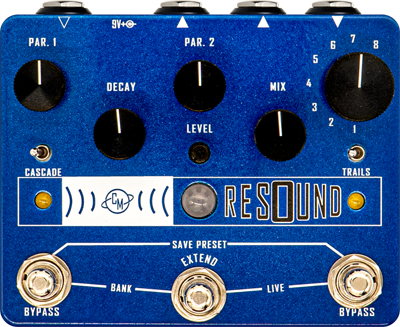 9V+
PAR. 1
PAR. 2
DECAY
MIX
LEVEL
1
2
3
4
5
6
7
8
CASCADE
TRAILS
CM
RESOUND
SAVE PRESET
EXTEND
BANK
LIVE
BYPASS
BYPASS